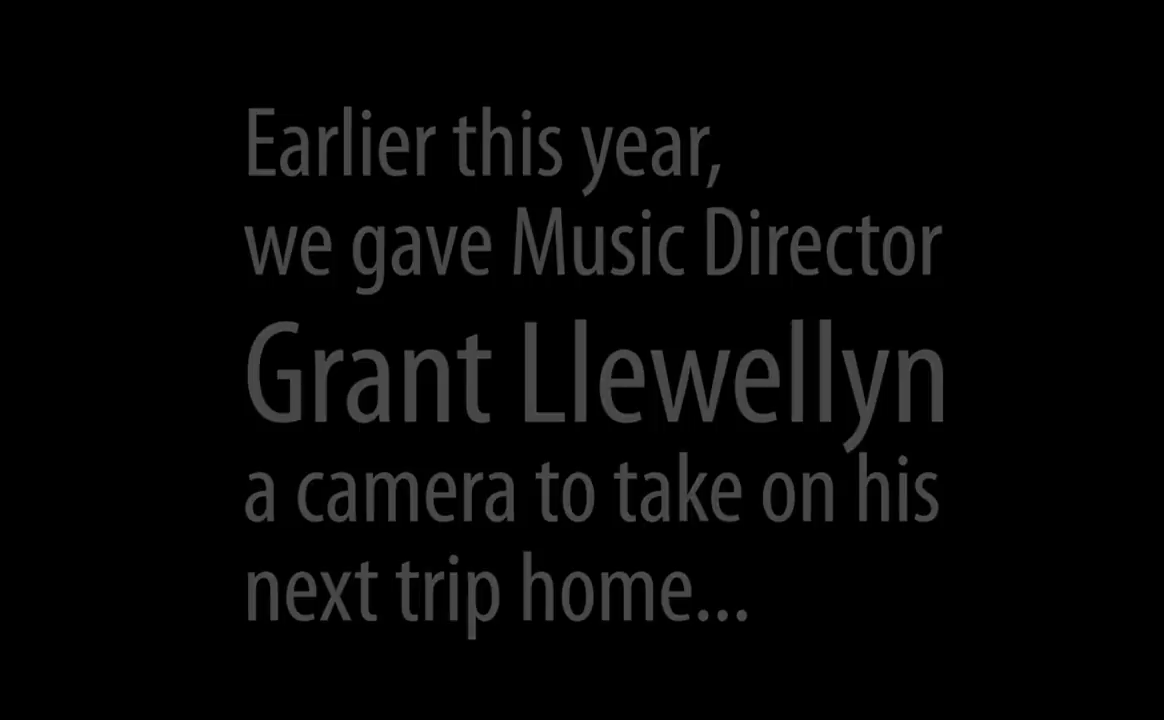 Earlier this year,
we gave Music Director
Grant Llewellyn
a camera to take on his
next trip home...